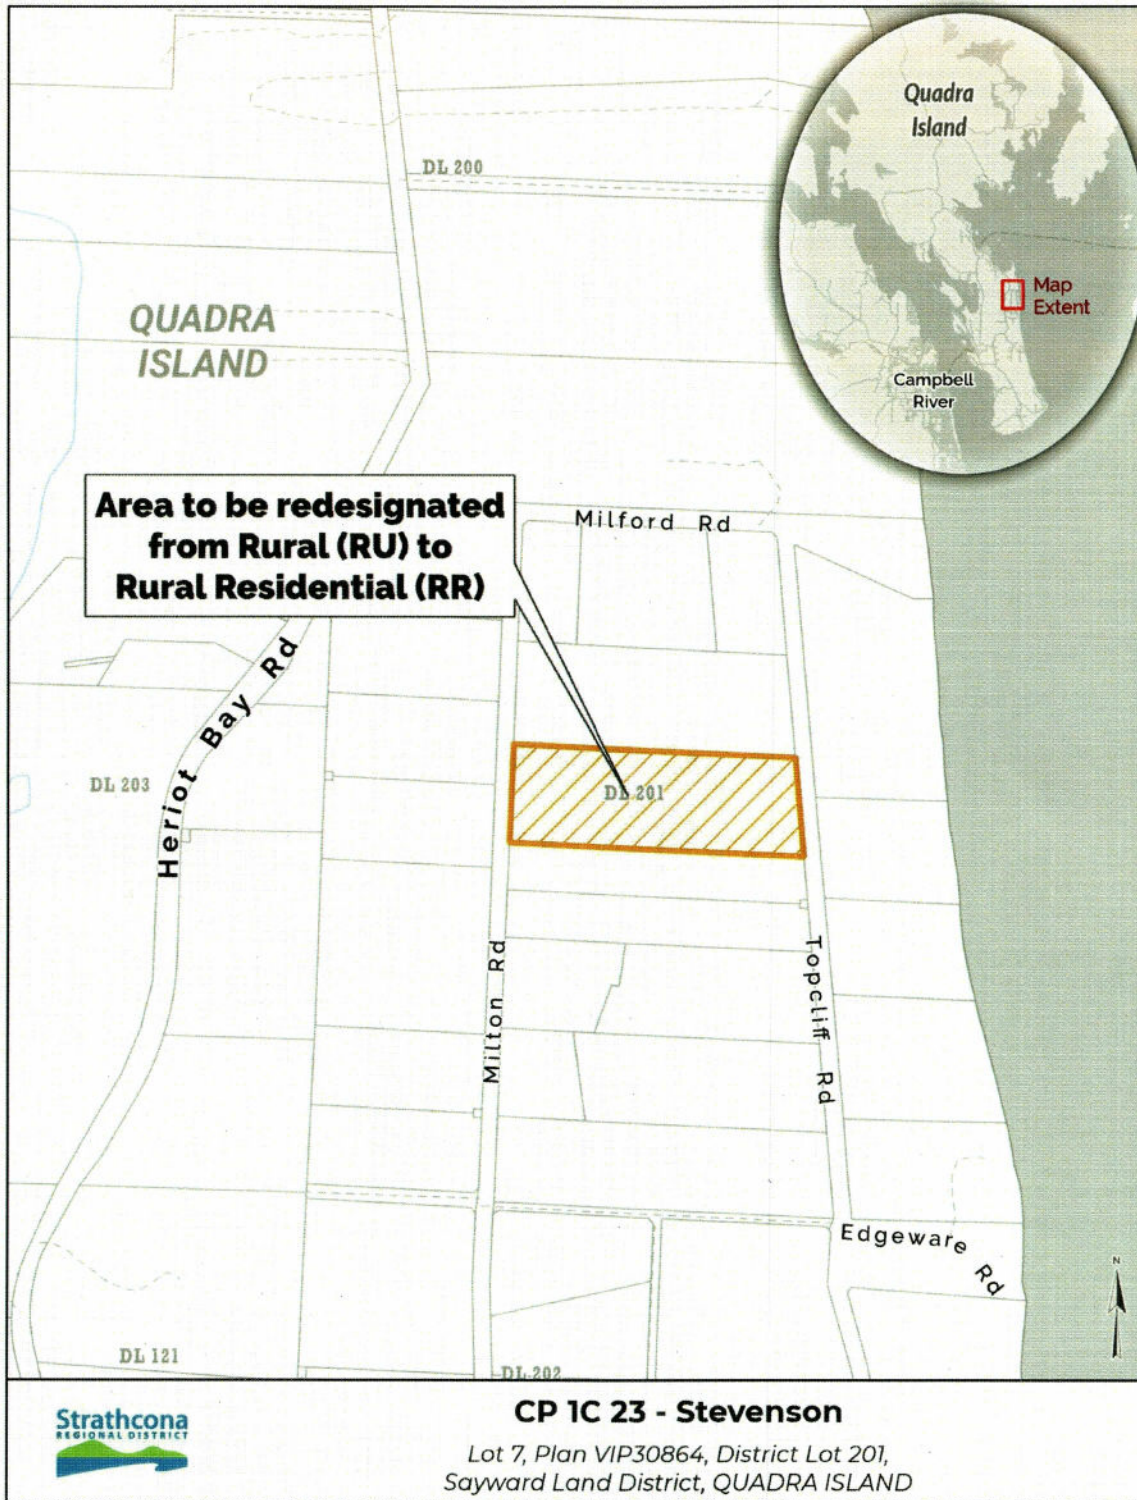 Quadra
Island
Map
Extent
Campbell
River
DL 200
QUADRA
ISLAND
Area to be redesignated
from Rural (RU) to
Rural Residential (RR)
Milford Rd
Heriot Bay Rd
DL 203
DL 201
Milton Rd
Topcliff Rd
Edgeware Rd
N
DL 121
DL 202
Strathcona
REGIONAL DISTRICT
CP 1C 23 - Stevenson
Lot 7, Plan VIP30864, District Lot 201,
Sayward Land District, QUADRA ISLAND